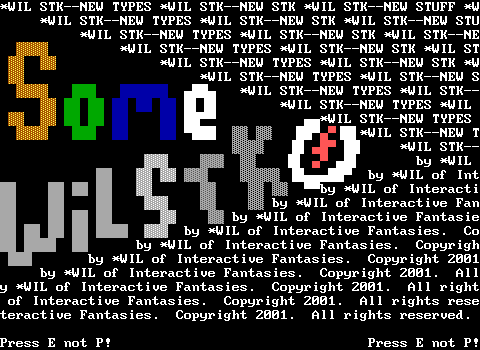 *WIL STK--NEW TYPES *WIL STK--NEW STK *WIL STK--NEW STUFF *W
*WIL STK--NEW TYPES *WIL STK--NEW STK *WIL STK--NEW STU
*WIL STK--NEW TYPES *WIL STK--NEW STK *WIL STK--NE
*WIL STK--NEW TYPES *WIL STK--NEW STK *WIL ST
*WIL STK--NEW TYPES *WIL STK--NEW STK *W
*WIL STK--NEW TYPES *WIL STK--NEW S
*WIL STK--NEW TYPES *WIL STK--
*WIL STK--NEW TYPES *WIL
*WIL STK--NEW TYPES
*WIL STK--NEW T
*WIL STK--
Some
WiL STK
by *WIL
by *WIL of Int
by *WIL of Interacti
by *WIL of Interactive Fan
by *WIL of Interactive Fantasie
by *WIL of Interactive Fantasies.  Co
by *WIL of Interactive Fantasies.  Copyrigh
by *WIL of Interactive Fantasies.  Copyright 2001
by *WIL of Interactive Fantasies.  Copyright 2001.  All
y *WIL of Interactive Fantasies.  Copyright 2001.  All right
of Interactive Fantasies.  Copyright 2001.  All rights rese
teractive Fantasies.  Copyright 2001.  All rights reserved.
Press E not P! Press E not P!